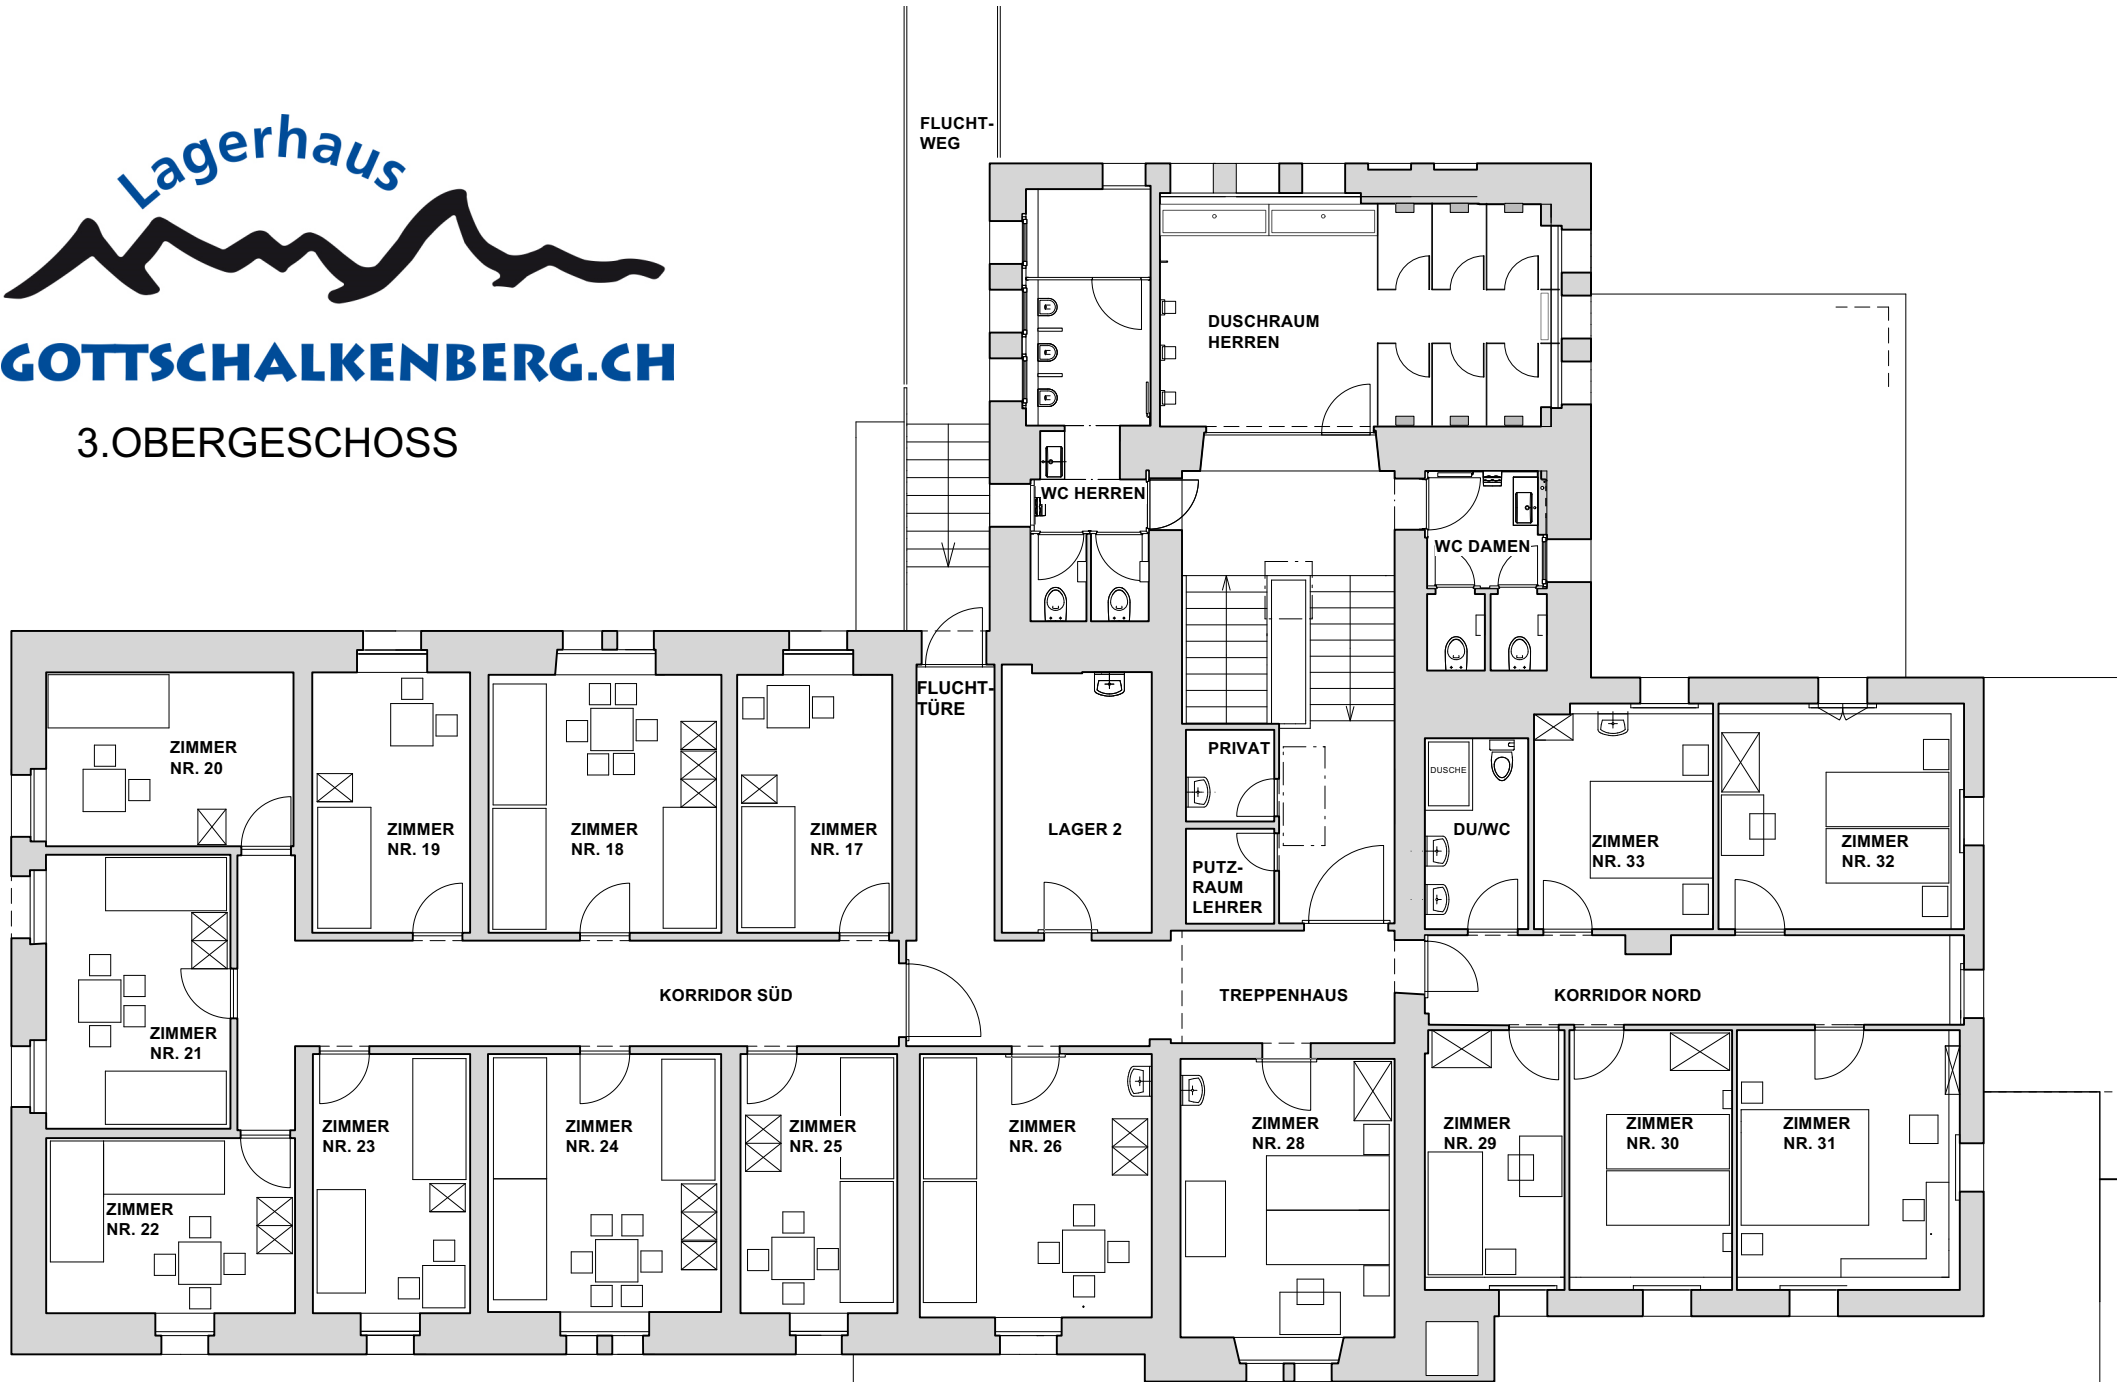 Lagerhaus
GOTTSCHALKENBERG.CH
3.OBERGESCHOSS
FLUCHT-
WEG
DUSCHRAUM
HERREN
WC HERREN
WC DAMEN
FLUCHT-
TÜRE
ZIMMER
NR. 20
ZIMMER
NR. 19
ZIMMER
NR. 18
ZIMMER
NR. 17
LAGER 2
PRIVAT
PUTZ-
RAUM
LEHRER
DUSCHE
DU/WC
ZIMMER
NR. 33
ZIMMER
NR. 32
KORRIDOR SÜD
TREPPENHAUS
KORRIDOR NORD
ZIMMER
NR. 21
ZIMMER
NR. 22
ZIMMER
NR. 23
ZIMMER
NR. 24
ZIMMER
NR. 25
ZIMMER
NR. 26
ZIMMER
NR. 28
ZIMMER
NR. 29
ZIMMER
NR. 30
ZIMMER
NR. 31